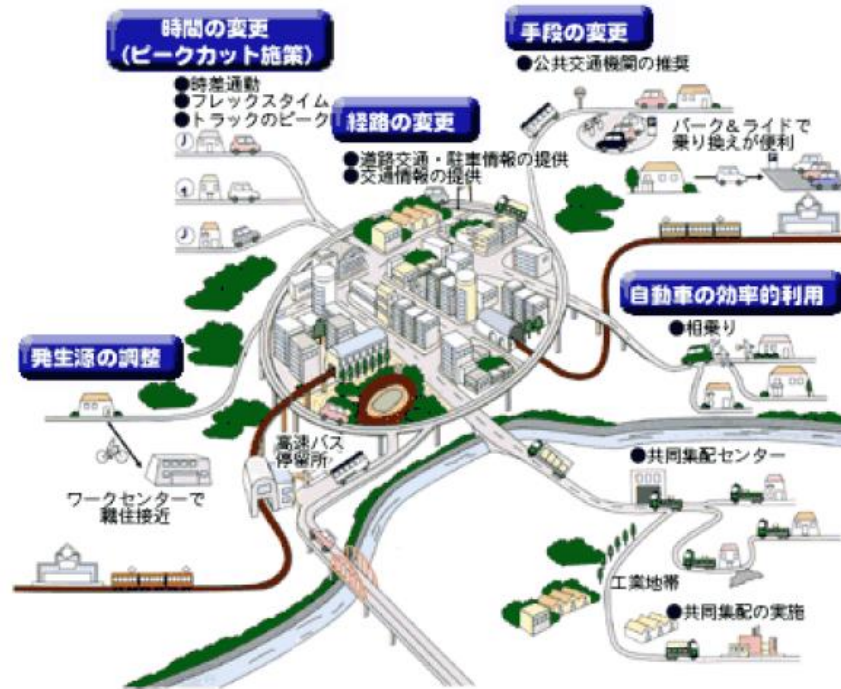 時間の変更
(ピークカット施策)
●時差通勤
●フレックスタイム
●トラックのピーク
経路の変更
●道路交通・駐車情報の提供
●交通情報の提供
手段の変更
●公共交通機関の推奨
パーク&ライドで
乗り換えが便利
自動車の効率的利用
●相乗り
発生源の調整
ワークセンターで
職住接近
高速バス
停留所
●共同集配センター
工業地帯
●共同集配の実施